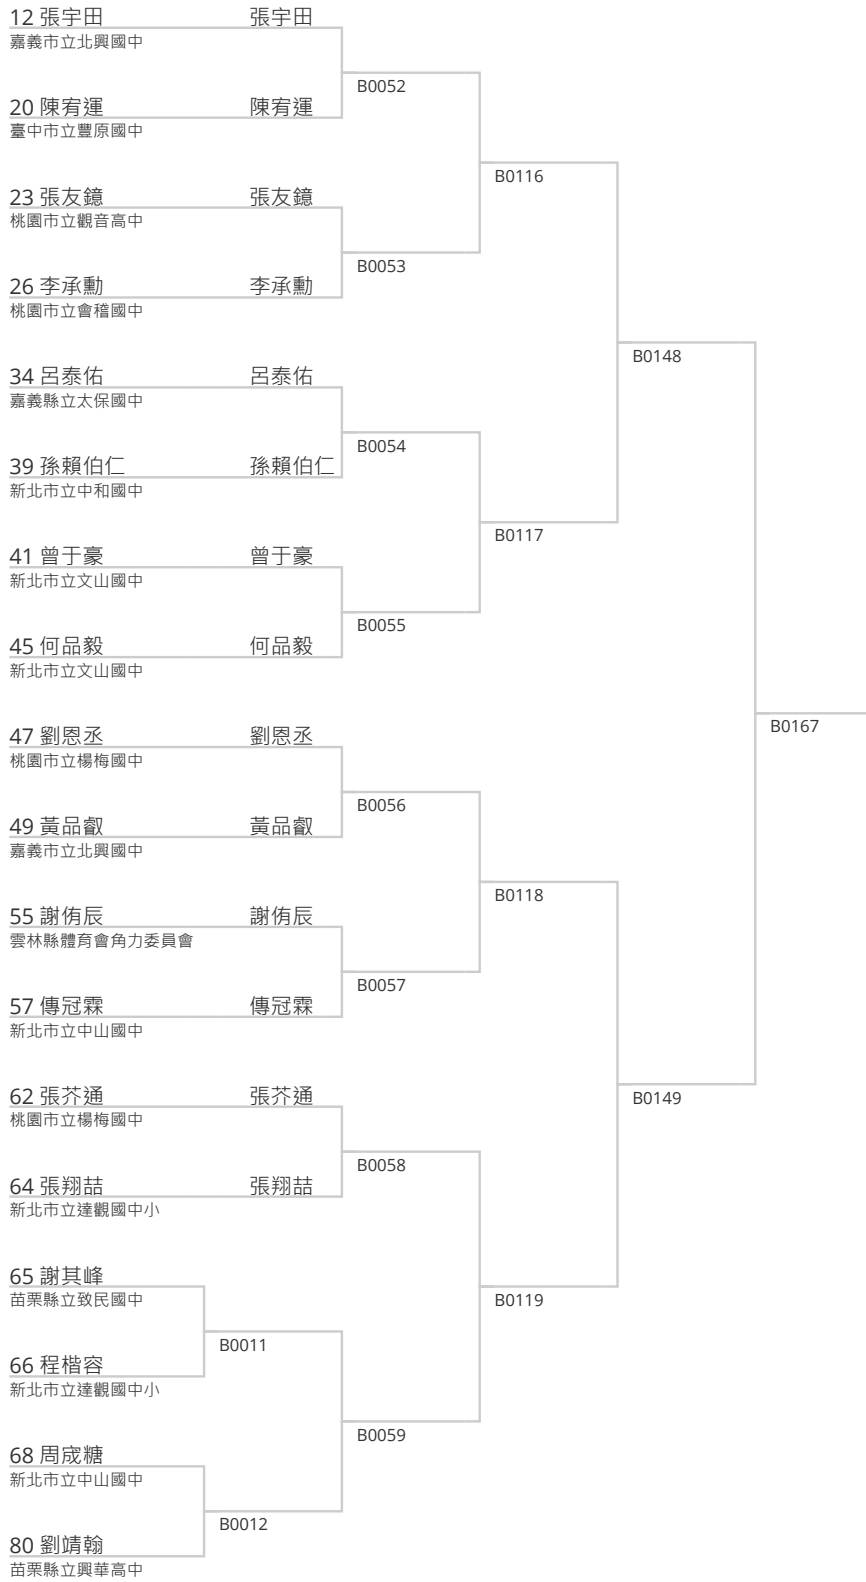 12 張宇田 張宇田
嘉義市立北興國中
B0052
20 陳宥運 陳宥運
臺中市立豐原國中
B0116
23 張友鐿 張友鐿
桃園市立觀音高中
B0053
26 李承勳 李承勳
桃園市立會稽國中
B0148
34 呂泰佑 呂泰佑
嘉義縣立太保國中
B0054
39 孫賴伯仁 孫賴伯仁
新北市立中和國中
B0117
41 曾于豪 曾于豪
新北市立文山國中
B0055
45 何品毅 何品毅
新北市立文山國中
B0167
47 劉恩丞 劉恩丞
桃園市立楊梅國中
B0056
49 黃品叡 黃品叡
嘉義市立北興國中
B0118
55 謝侑辰 謝侑辰
雲林縣體育會角力委員會
B0057
57 傳冠霖 傳冠霖
新北市立中山國中
B0149
62 張芥通 張芥通
桃園市立楊梅國中
B0058
64 張翔喆 張翔喆
新北市立達觀國中小
65 謝其峰
苗栗縣立致民國中
B0119
B0011
66 程楷容
新北市立達觀國中小
B0059
68 周宬糖
新北市立中山國中
B0012
80 劉靖翰
苗栗縣立興華高中